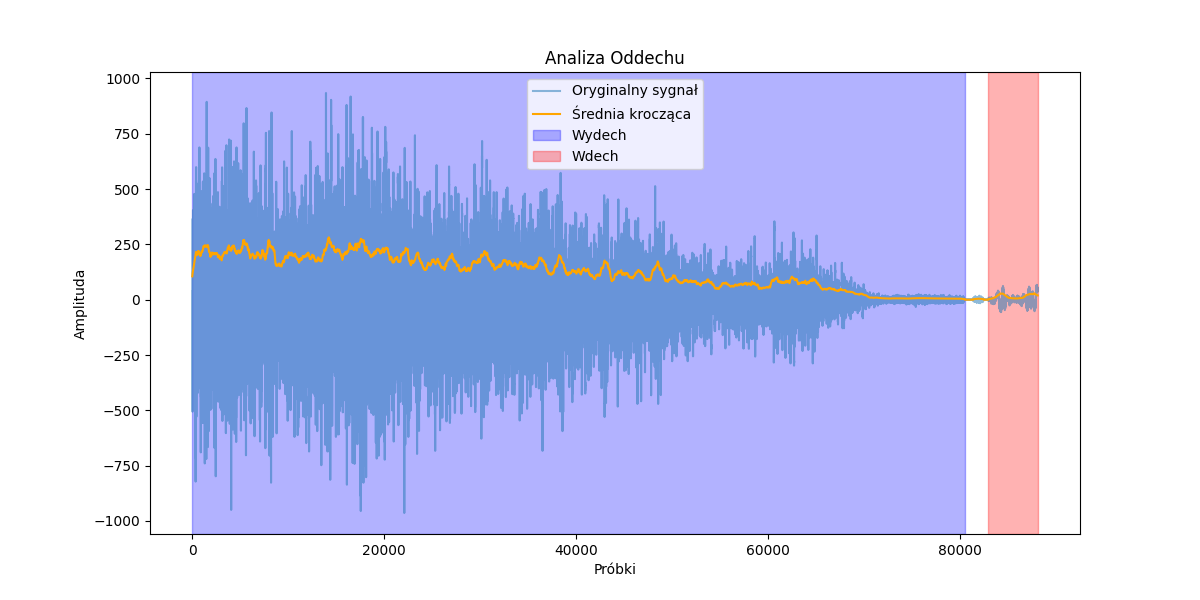 Analiza Oddechu
Oryginalny sygnał
Średnia krocząca
Wydech
Wdech
1000
750
500
250
0
−250
−500
−750
−1000
Amplituda
0
20000
40000
60000
80000
Próbki